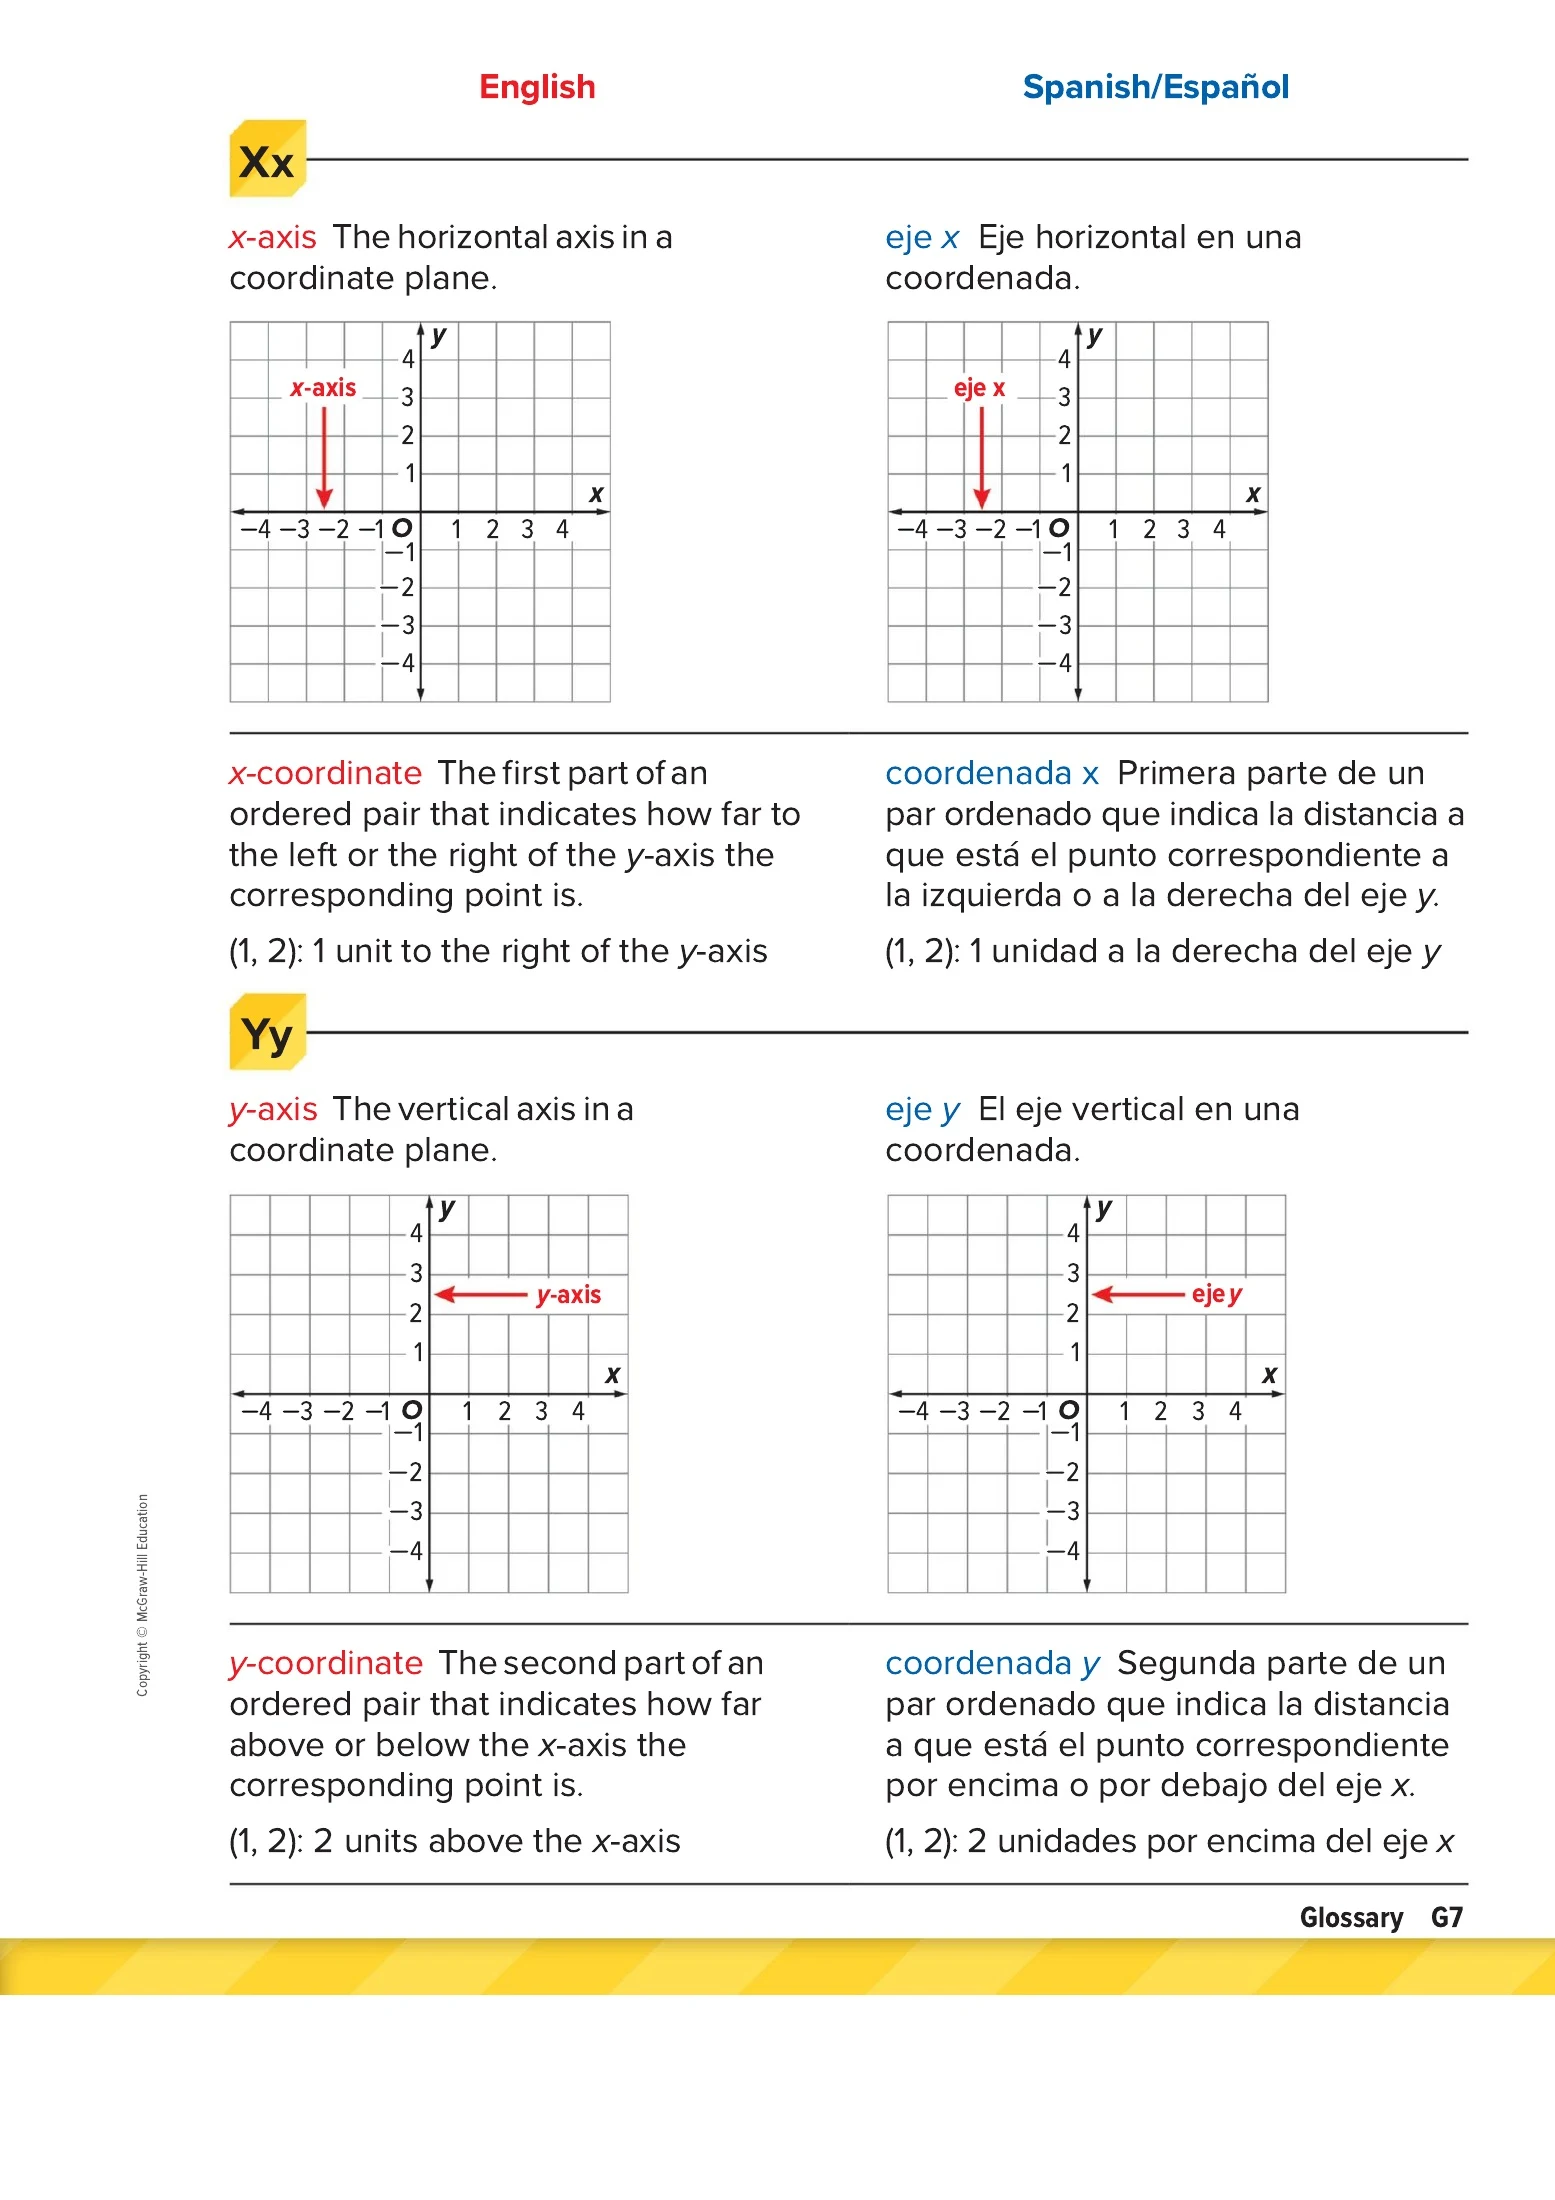 English
Spanish/Español
Xx
x-axis The horizontal axis in a
coordinate plane.
eje x Eje horizontal en una
coordenada.
y
4
x-axis
3
2
1
x
−4 −3 −2 −1 O 1 2 3 4
−1
−2
−3
−4
y
4
eje x
3
2
1
x
−4 −3 −2 −1 O 1 2 3 4
−1
−2
−3
−4
x-coordinate The first part of an
ordered pair that indicates how far to
the left or the right of the y-axis the
corresponding point is.
(1, 2): 1 unit to the right of the y-axis
coordenada x Primera parte de un
par ordenado que indica la distancia a
que está el punto correspondiente a
la izquierda o a la derecha del eje y.
(1, 2): 1 unidad a la derecha del eje y
Yy
y-axis The vertical axis in a
coordinate plane.
eje y El eje vertical en una
coordenada.
y
4
3
y-axis
2
1
x
−4 −3 −2 −1 O 1 2 3 4
−1
−2
−3
−4
y
4
3
eje y
2
1
x
−4 −3 −2 −1 O 1 2 3 4
−1
−2
−3
−4
y-coordinate The second part of an
ordered pair that indicates how far
above or below the x-axis the
corresponding point is.
(1, 2): 2 units above the x-axis
coordenada y Segunda parte de un
par ordenado que indica la distancia
a que está el punto correspondiente
por encima o por debajo del eje x.
(1, 2): 2 unidades por encima del eje x
Copyright © McGraw-Hill Education
Glossary G7